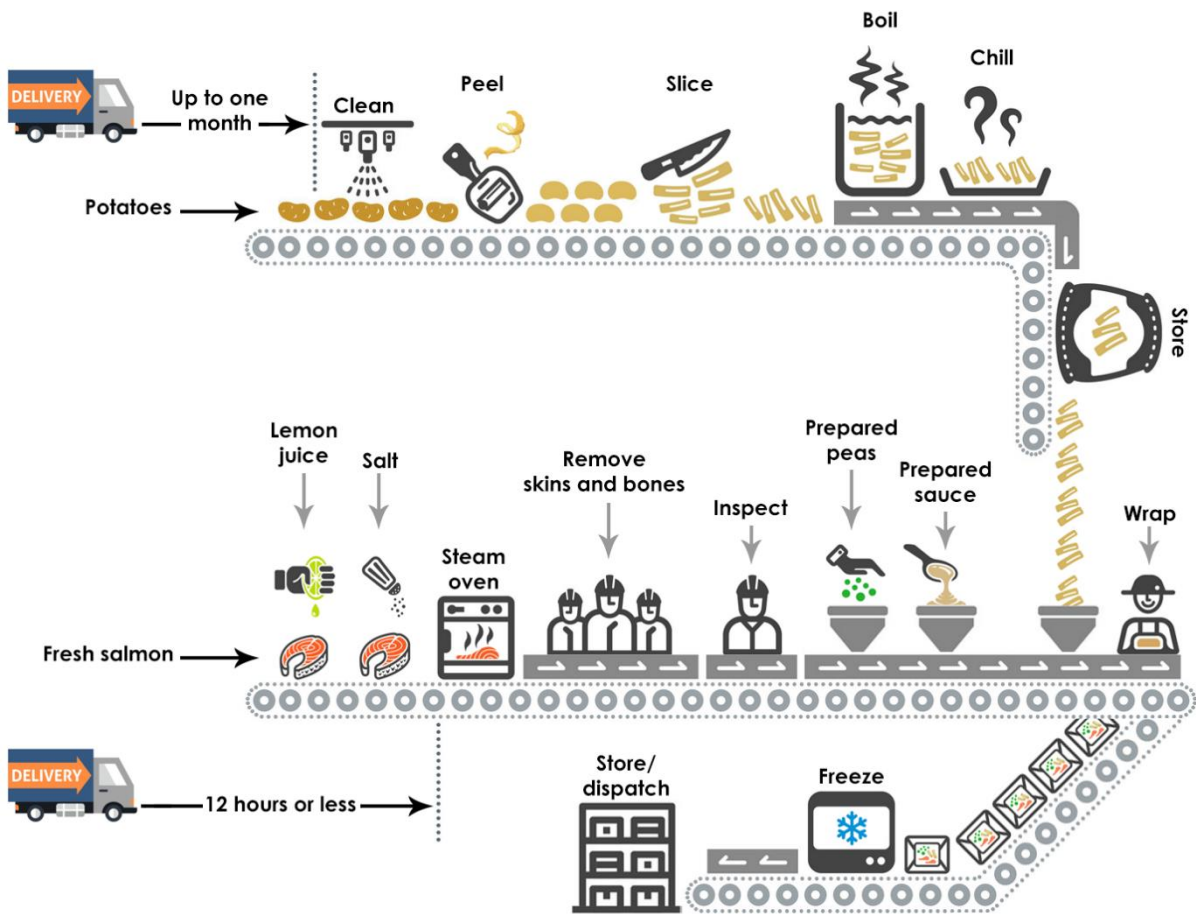 Boil
Chill
DELIVERY
Up to one
month
Clean
Peel
Slice
Potatoes
Store
Lemon
juice
Salt
Steam
oven
Remove
skins and bones
Inspect
Prepared
peas
Prepared
sauce
Wrap
Fresh salmon
DELIVERY
12 hours or less
Store/
dispatch
Freeze